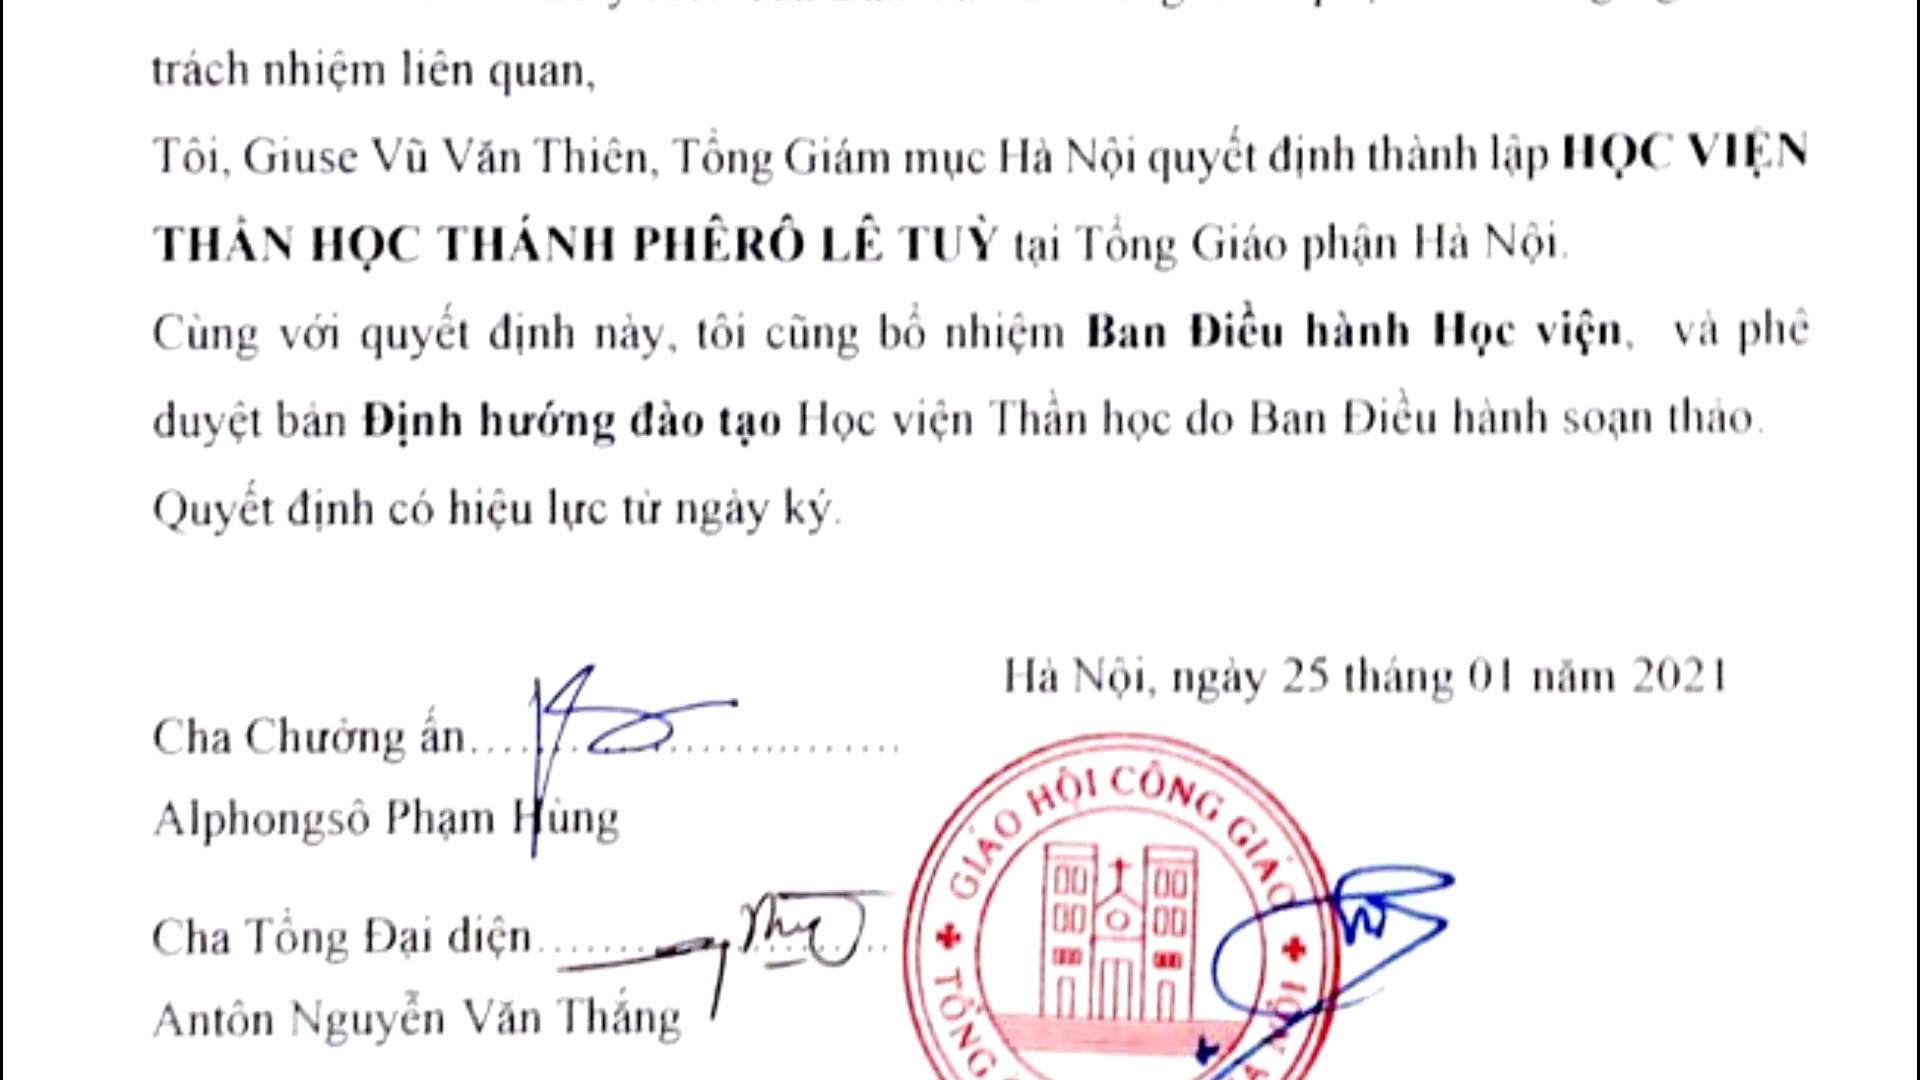 trách nhiệm liên quan,
Tôi, Giuse Vũ Văn Thiên, Tổng Giám mục Hà Nội quyết định thành lập HỌC VIỆN
THẦN HỌC THÁNH PHÊRÔ LÊ TUỲ tại Tổng Giáo phận Hà Nội.
Cùng với quyết định này, tôi cũng bổ nhiệm Ban Điều hành Học viện, và phê
duyệt bản Định hướng đào tạo Học viện Thần học do Ban Điều hành soạn thảo.
Quyết định có hiệu lực từ ngày ký.
Hà Nội, ngày 25 tháng 01 năm 2021
Cha Chưởng ấn
Alphongsô Phạm Hùng
Cha Tổng Đại diện
Antôn Nguyễn Văn Thắng
GIÁO HỘI CÔNG GIÁO
TỔNG
NỘI